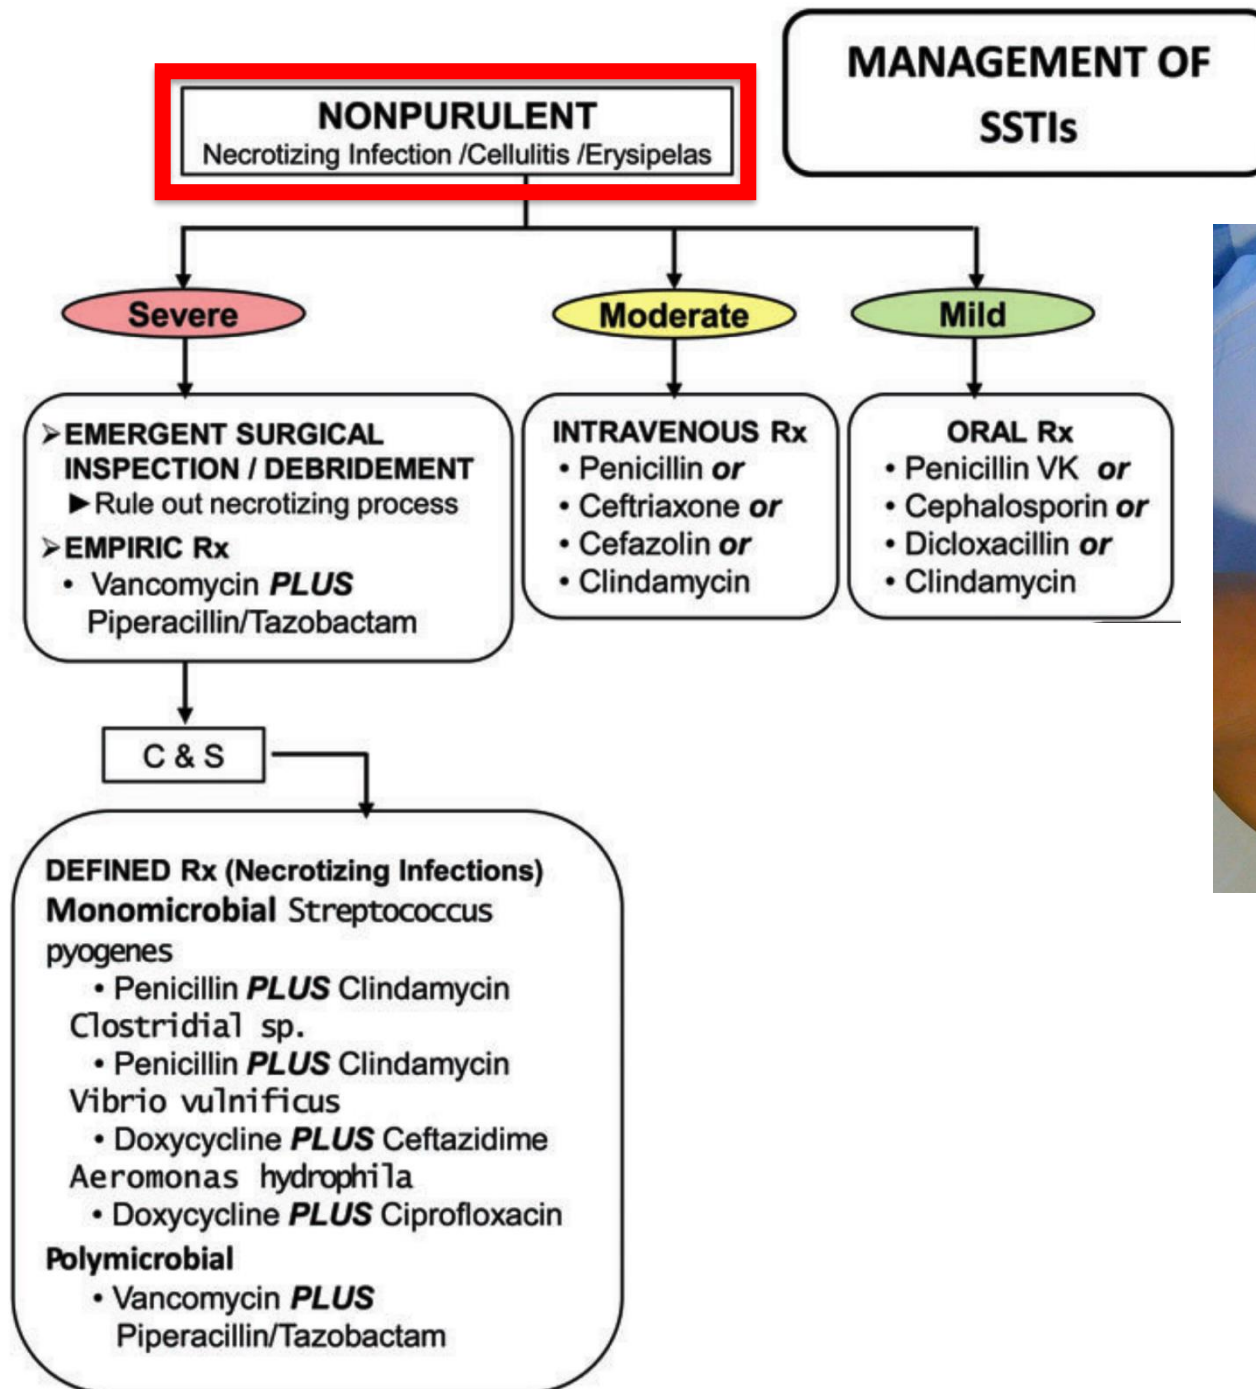 MANAGEMENT OF
SSTIs
NONPURULENT
Necrotizing Infection /Cellulitis /Erysipelas
Severe
Moderate
Mild
➢EMERGENT SURGICAL
INSPECTION / DEBRIDEMENT
►Rule out necrotizing process
➢EMPIRIC Rx
• Vancomycin PLUS
Piperacillin/Tazobactam
INTRAVENOUS Rx
• Penicillin or
• Ceftriaxone or
• Cefazolin or
• Clindamycin
ORAL Rx
• Penicillin VK or
• Cephalosporin or
• Dicloxacillin or
• Clindamycin
C & S
DEFINED Rx (Necrotizing Infections)
Monomicrobial Streptococcus
pyogenes
• Penicillin PLUS Clindamycin
Clostridial sp.
• Penicillin PLUS Clindamycin
Vibrio vulnificus
• Doxycycline PLUS Ceftazidime
Aeromonas hydrophila
• Doxycycline PLUS Ciprofloxacin
Polymicrobial
• Vancomycin PLUS
Piperacillin/Tazobactam